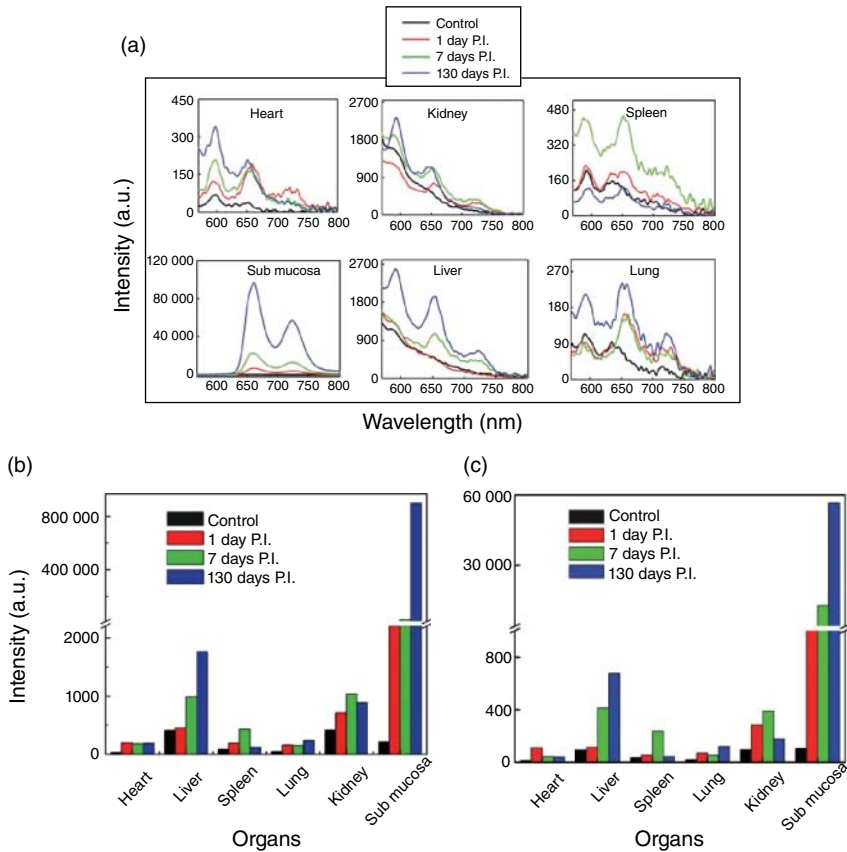 Control
1 day P.I.
7 days P.I.
130 days P.I.
(a)
Intensity (a.u.)
Heart
450
300
150
0
600 650 700 750 800
Kidney
2700
1800
900
0
600 650 700 750 800
Spleen
480
360
240
120
0
600 650 700 750 800
Sub mucosa
120 000
80 000
40 000
0
600 650 700 750 800
Liver
2700
1800
900
0
600 650 700 750 800
Lung
270
180
90
0
600 650 700 750 800
Wavelength (nm)
(b)
Intensity (a.u.)
800 000
400 000
2000
1000
0
Control
1 day P.I.
7 days P.I.
130 days P.I.
Heart
Liver
Spleen
Lung
Kidney
Sub mucosa
Organs
(c)
60 000
30 000
800
400
0
Control
1 day P.I.
7 days P.I.
130 days P.I.
Heart
Liver
Spleen
Lung
Kidney
Sub mucosa
Organs